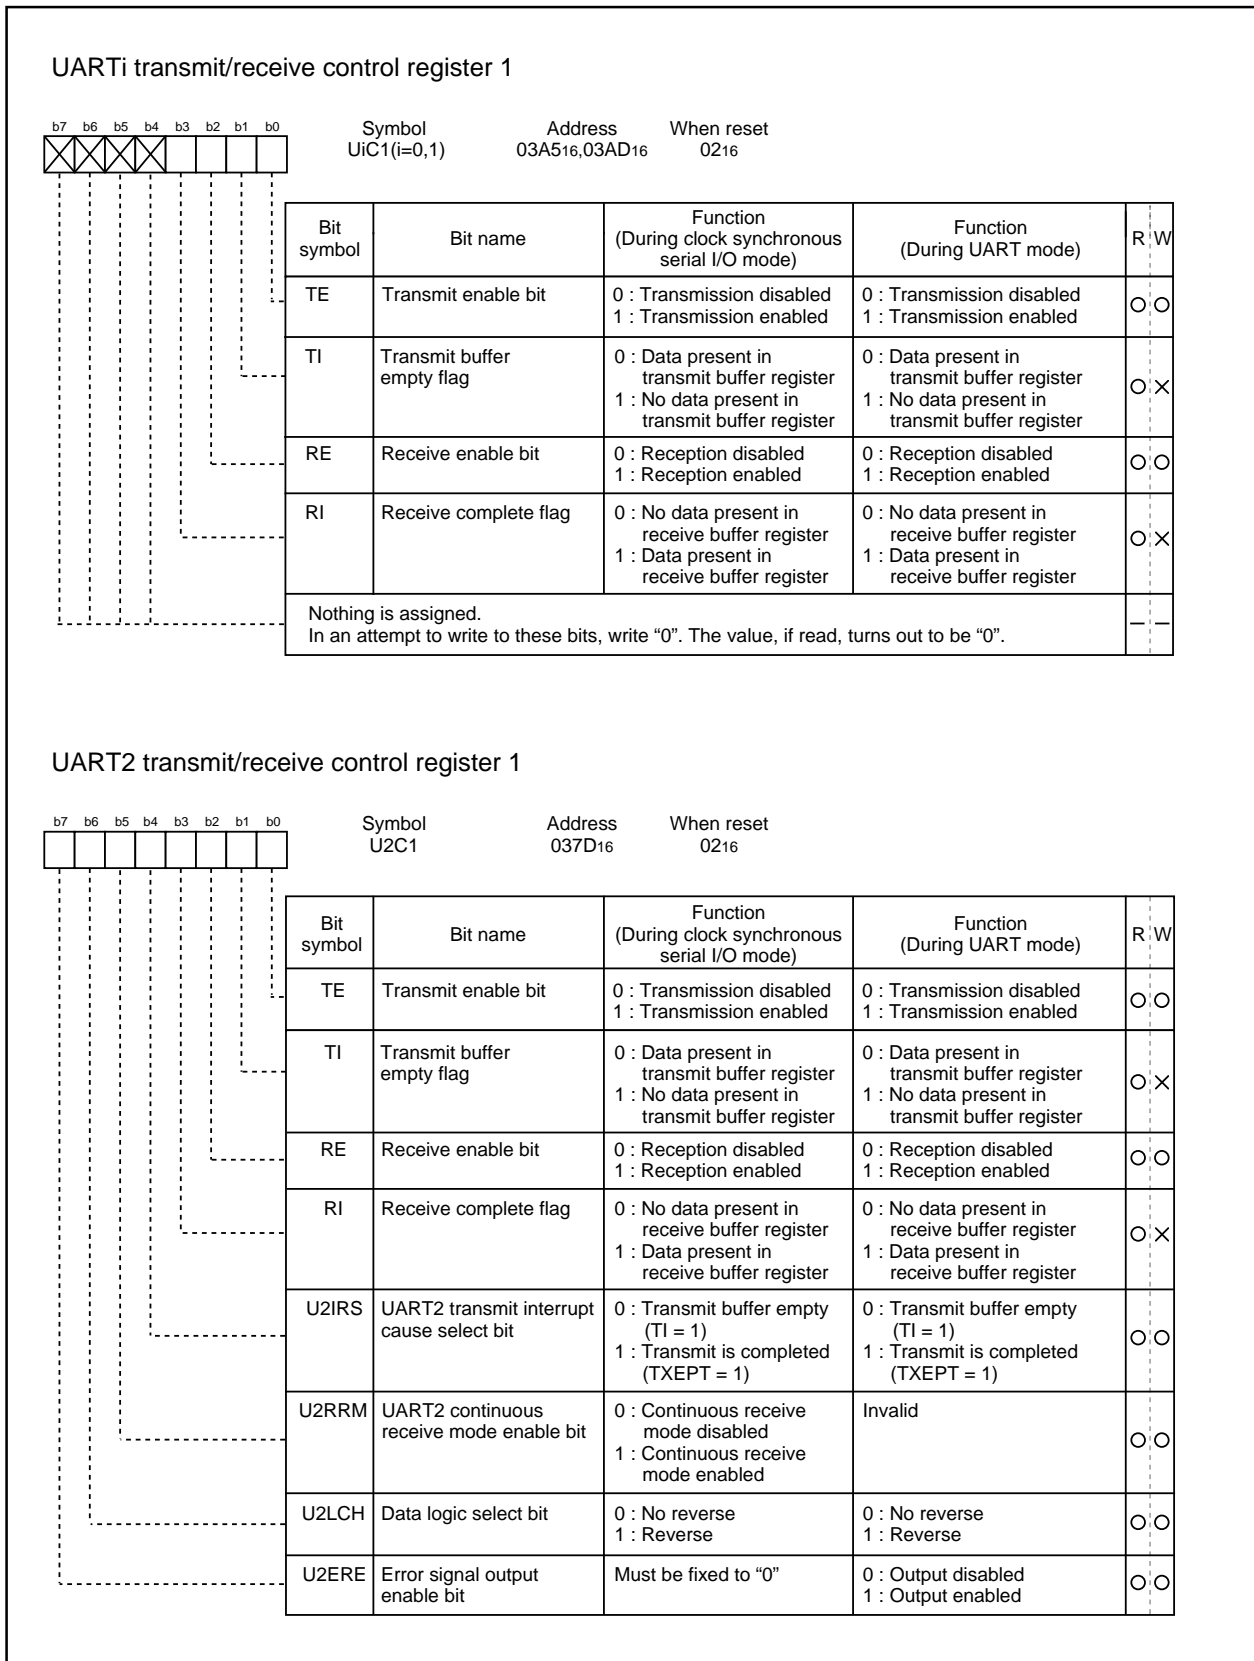 UARTi transmit/receive control register 1
b7 b6 b5 b4 b3 b2 b1 b0
Symbol Address When reset
UiC1(i=0,1) 03A516,03AD16 0216
Bit symbol Bit name Function (During clock synchronous serial I/O mode) Function (During UART mode) R W
TE Transmit enable bit 0 : Transmission disabled 0 : Transmission disabled
1 : Transmission enabled 1 : Transmission enabled
TI Transmit buffer 0 : Data present in 0 : Data present in
empty flag transmit buffer register transmit buffer register
1 : No data present in 1 : No data present in
transmit buffer register transmit buffer register
RE Receive enable bit 0 : Reception disabled 0 : Reception disabled
1 : Reception enabled 1 : Reception enabled
RI Receive complete flag 0 : No data present in 0 : No data present in
receive buffer register receive buffer register
1 : Data present in 1 : Data present in
receive buffer register receive buffer register
Nothing is assigned.
In an attempt to write to these bits, write “0”. The value, if read, turns out to be “0”.
UART2 transmit/receive control register 1
b7 b6 b5 b4 b3 b2 b1 b0
Symbol Address When reset
U2C1 037D16 0216
Bit symbol Bit name Function (During clock synchronous serial I/O mode) Function (During UART mode) R W
TE Transmit enable bit 0 : Transmission disabled 0 : Transmission disabled
1 : Transmission enabled 1 : Transmission enabled
TI Transmit buffer 0 : Data present in 0 : Data present in
empty flag transmit buffer register transmit buffer register
1 : No data present in 1 : No data present in
transmit buffer register transmit buffer register
RE Receive enable bit 0 : Reception disabled 0 : Reception disabled
1 : Reception enabled 1 : Reception enabled
RI Receive complete flag 0 : No data present in 0 : No data present in
receive buffer register receive buffer register
1 : Data present in 1 : Data present in
receive buffer register receive buffer register
U2IRS UART2 transmit interrupt 0 : Transmit buffer empty 0 : Transmit buffer empty
cause select bit (TI = 1) (TI = 1)
1 : Transmit is completed 1 : Transmit is completed
(TXEPT = 1) (TXEPT = 1)
U2RRM UART2 continuous 0 : Continuous receive Invalid
receive mode enable bit mode disabled
1 : Continuous receive
mode enabled
U2LCH Data logic select bit 0 : No reverse 0 : No reverse
1 : Reverse 1 : Reverse
U2ERE Error signal output Must be fixed to “0” 0 : Output disabled
enable bit 1 : Output enabled